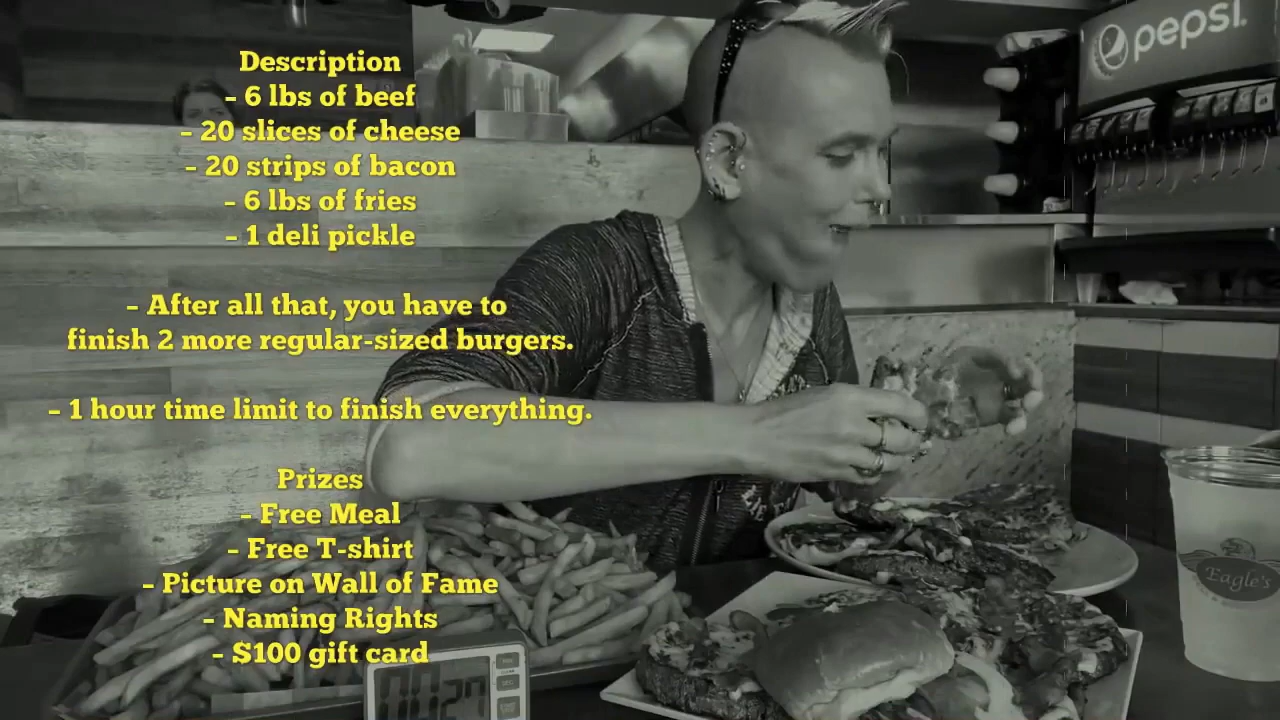 Description
- 6 lbs of beef
- 20 slices of cheese
- 20 strips of bacon
- 6 lbs of fries
- 1 deli pickle
- After all that, you have to
finish 2 more regular-sized burgers.
- 1 hour time limit to finish everything.
Prizes
- Free Meal
- Free T-shirt
- Picture on Wall of Fame
- Naming Rights
- $100 gift card
pepsi
Eagle's